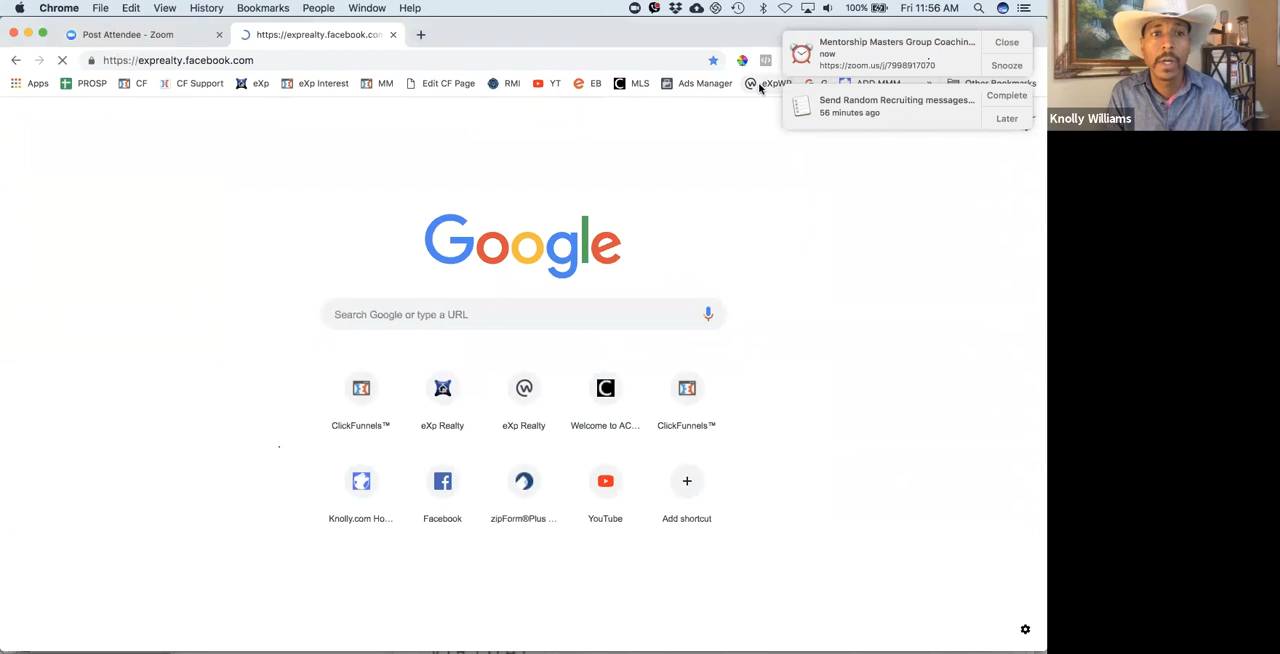 Chrome File Edit View History Bookmarks People Window Help
100% Fri 11:56 AM
Post Attendee - Zoom
https://exprealty.facebook.com
https://exprealty.facebook.com
Apps PROSP CF CF Support eXp eXp Interest MM Edit CF Page RMI YT EB MLS Ads Manager eXpWP
Other Bookmarks
Mentorship Masters Group Coachin...
now
https://zoom.us/j/7998917070
Close
Snooze
Send Random Recruiting messages...
56 minutes ago
Complete
Later
Knolly Williams
Google
Search Google or type a URL
ClickFunnels™ eXp Realty eXp Realty Welcome to AC... ClickFunnels™
Knolly.com Ho... Facebook zipForm®Plus ... YouTube Add shortcut